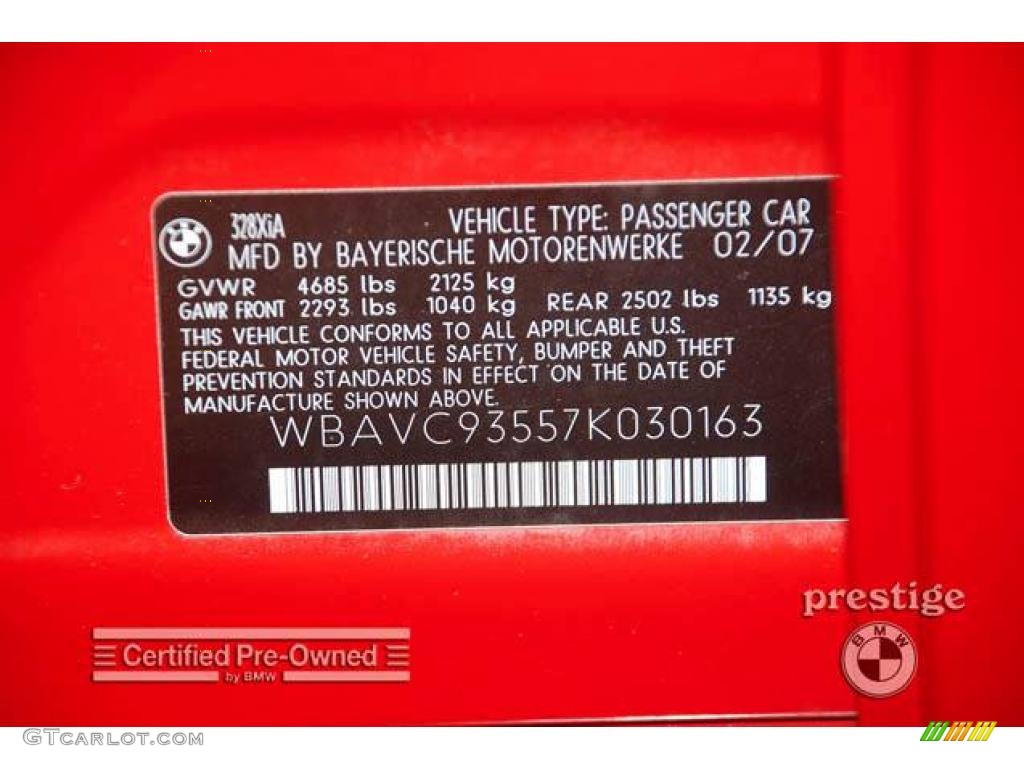 328XiA VEHICLE TYPE: PASSENGER CAR
MFD BY BAYERISCHE MOTORENWERKE 02/07
GVWR 4685 lbs 2125 kg
GAWR FRONT 2293 lbs 1040 kg REAR 2502 lbs 1135 kg
THIS VEHICLE CONFORMS TO ALL APPLICABLE U.S.
FEDERAL MOTOR VEHICLE SAFETY, BUMPER AND THEFT
PREVENTION STANDARDS IN EFFECT ON THE DATE OF
MANUFACTURE SHOWN ABOVE.
WBAVC93557K030163
prestige
BMW
Certified Pre-Owned
by BMW
GTCARLOT.COM